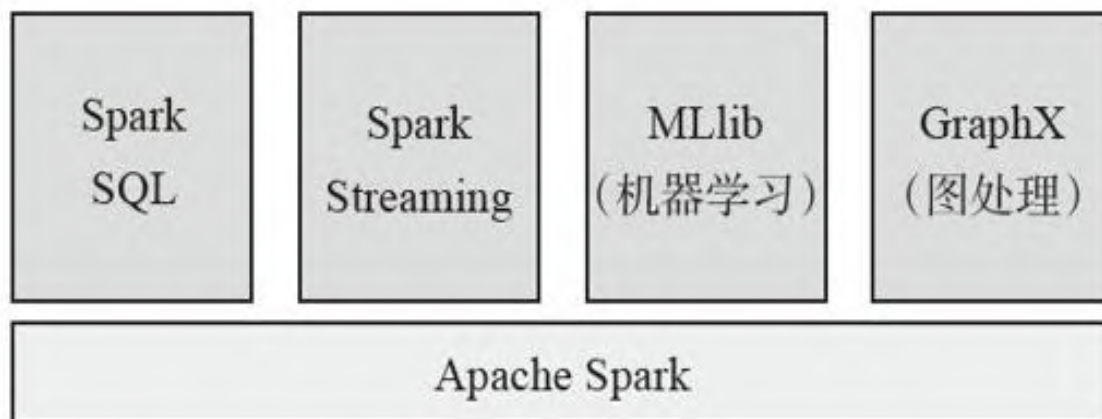 Spark
SQL
Spark
Streaming
MLlib
（机器学习）
GraphX
（图处理）
Apache Spark